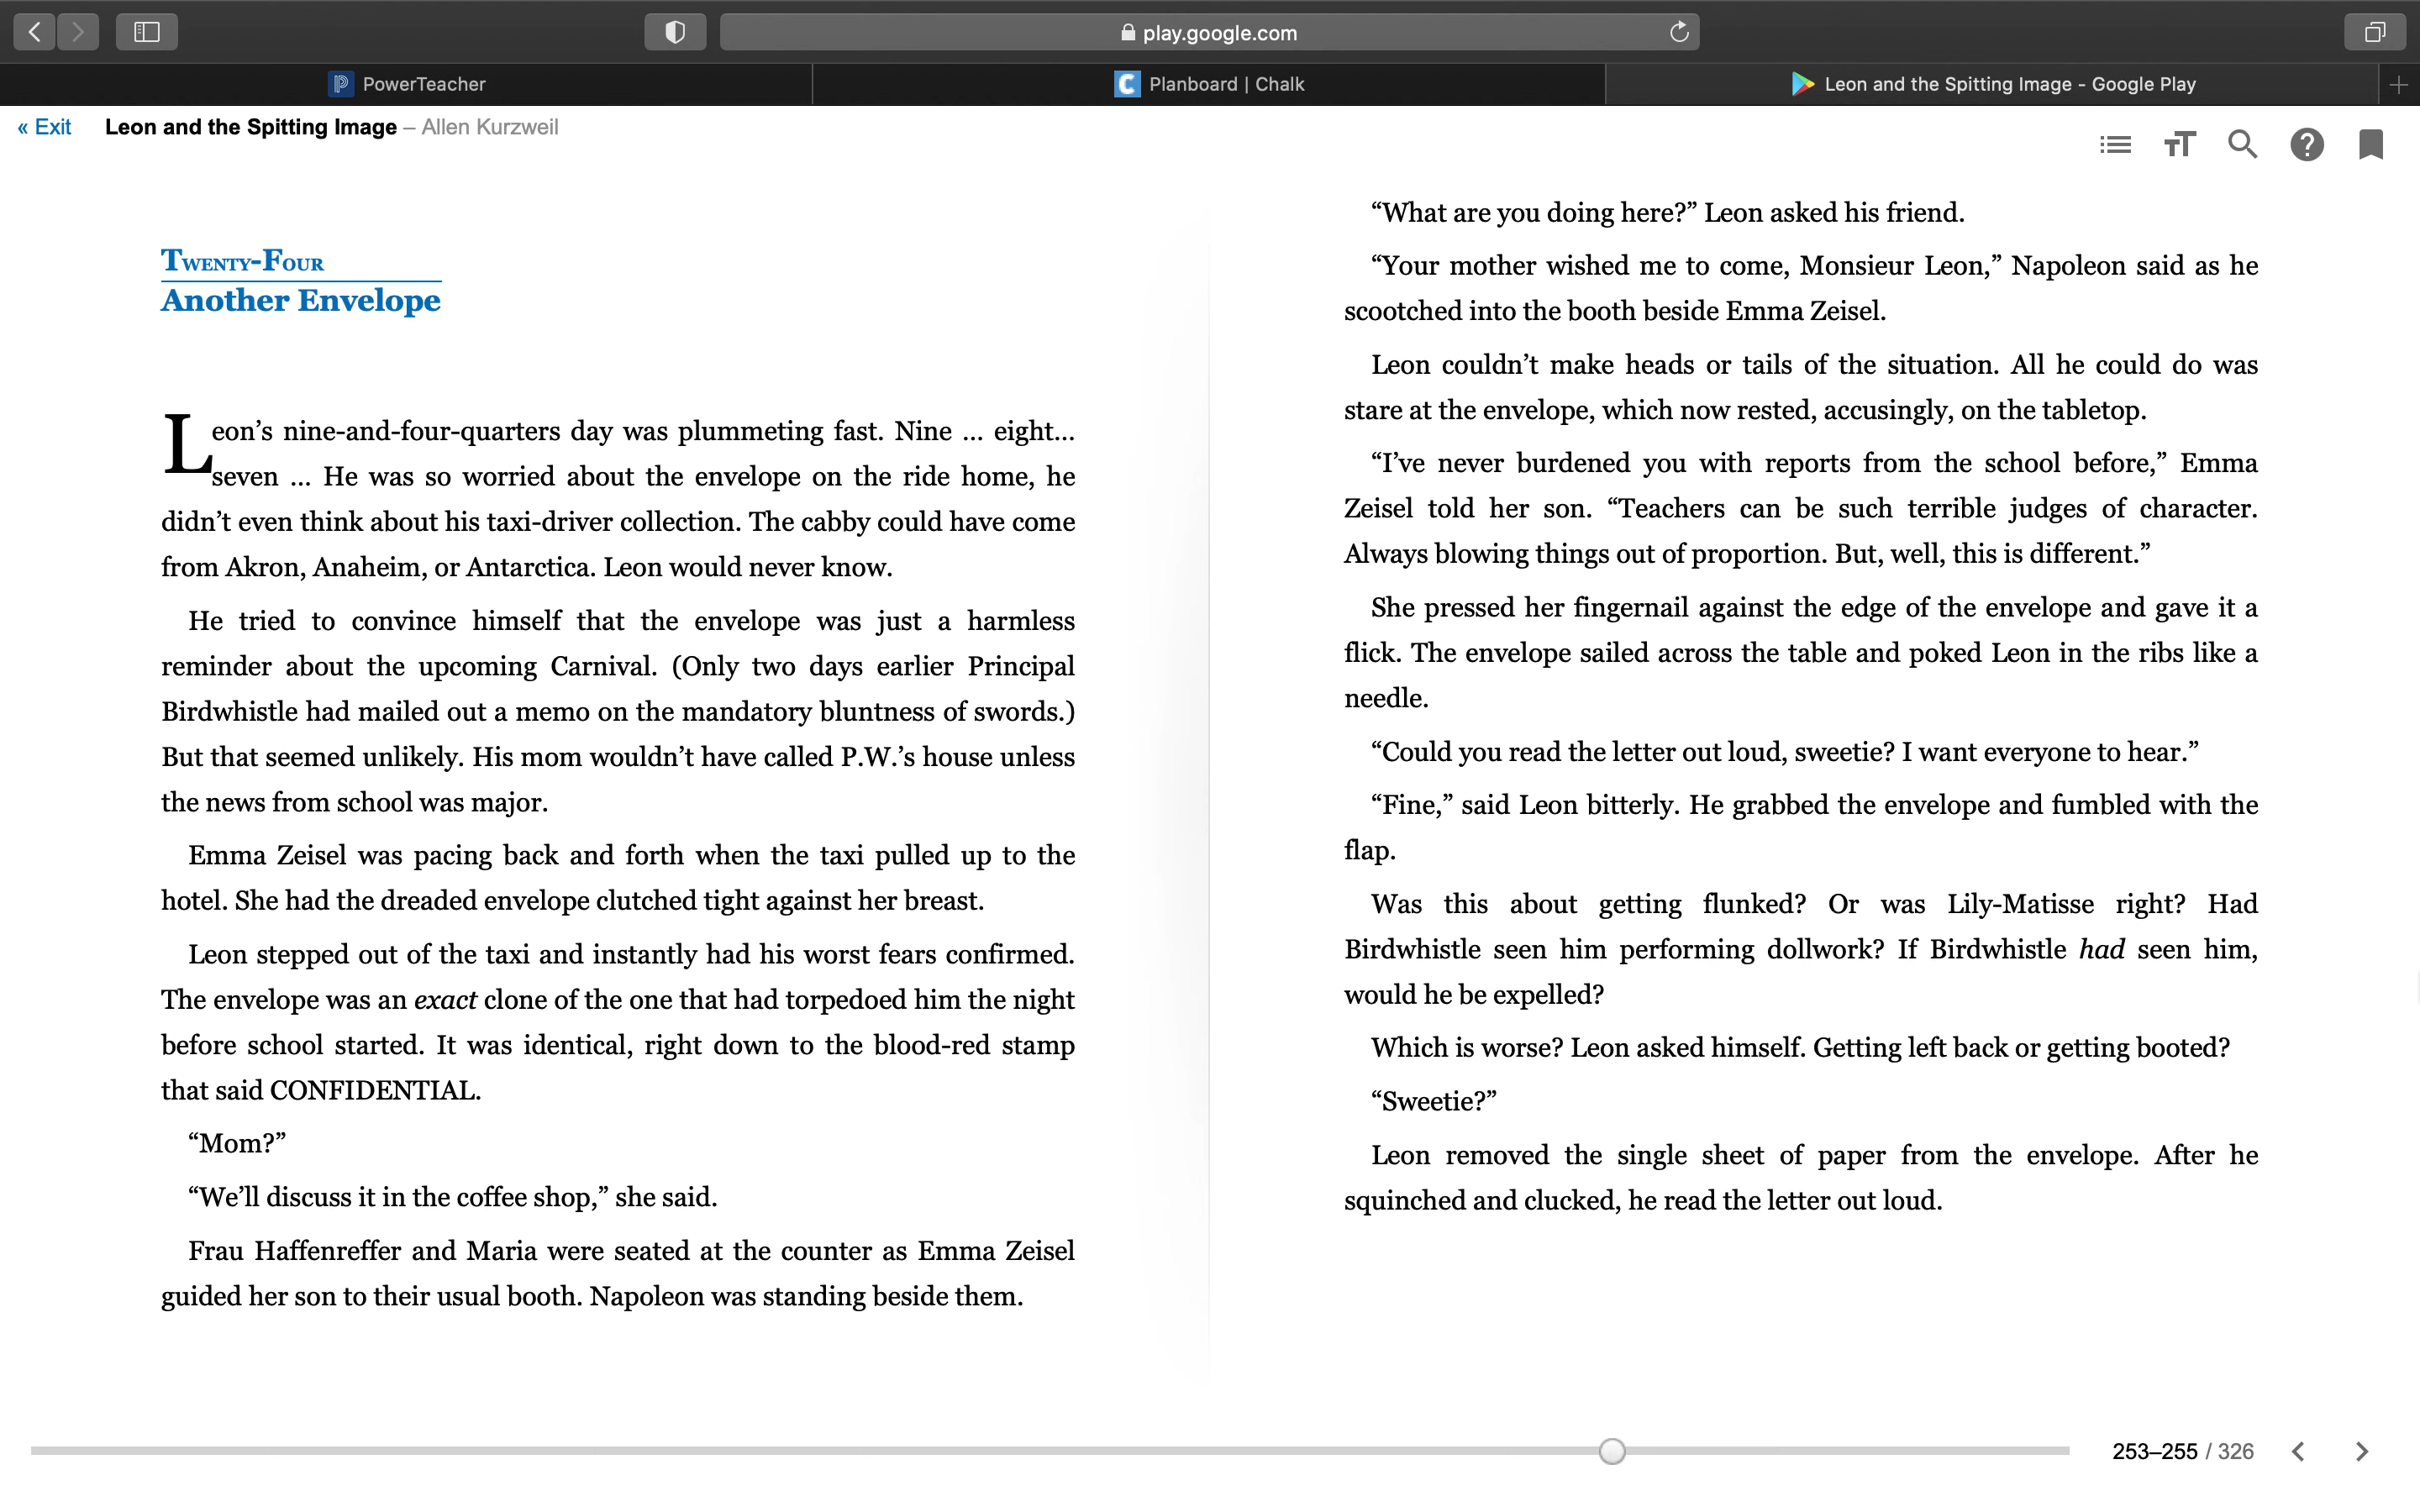 play.google.com
PowerTeacher
Planboard | Chalk
Leon and the Spitting Image - Google Play
« Exit Leon and the Spitting Image – Allen Kurzweil
Twenty-Four
Another Envelope
Leon’s nine-and-four-quarters day was plummeting fast. Nine ... eight...
seven ... He was so worried about the envelope on the ride home, he
didn’t even think about his taxi-driver collection. The cabby could have come
from Akron, Anaheim, or Antarctica. Leon would never know.
He tried to convince himself that the envelope was just a harmless
reminder about the upcoming Carnival. (Only two days earlier Principal
Birdwhistle had mailed out a memo on the mandatory bluntness of swords.)
But that seemed unlikely. His mom wouldn’t have called P.W.’s house unless
the news from school was major.
Emma Zeisel was pacing back and forth when the taxi pulled up to the
hotel. She had the dreaded envelope clutched tight against her breast.
Leon stepped out of the taxi and instantly had his worst fears confirmed.
The envelope was an exact clone of the one that had torpedoed him the night
before school started. It was identical, right down to the blood-red stamp
that said CONFIDENTIAL.
“Mom?”
“We’ll discuss it in the coffee shop,” she said.
Frau Haffenreffer and Maria were seated at the counter as Emma Zeisel
guided her son to their usual booth. Napoleon was standing beside them.
“What are you doing here?” Leon asked his friend.
“Your mother wished me to come, Monsieur Leon,” Napoleon said as he
scootched into the booth beside Emma Zeisel.
Leon couldn’t make heads or tails of the situation. All he could do was
stare at the envelope, which now rested, accusingly, on the tabletop.
“I’ve never burdened you with reports from the school before,” Emma
Zeisel told her son. “Teachers can be such terrible judges of character.
Always blowing things out of proportion. But, well, this is different.”
She pressed her fingernail against the edge of the envelope and gave it a
flick. The envelope sailed across the table and poked Leon in the ribs like a
needle.
“Could you read the letter out loud, sweetie? I want everyone to hear.”
“Fine,” said Leon bitterly. He grabbed the envelope and fumbled with the
flap.
Was this about getting flunked? Or was Lily-Matisse right? Had
Birdwhistle seen him performing dollwork? If Birdwhistle had seen him,
would he be expelled?
Which is worse? Leon asked himself. Getting left back or getting booted?
“Sweetie?”
Leon removed the single sheet of paper from the envelope. After he
squinched and clucked, he read the letter out loud.
253–255 / 326